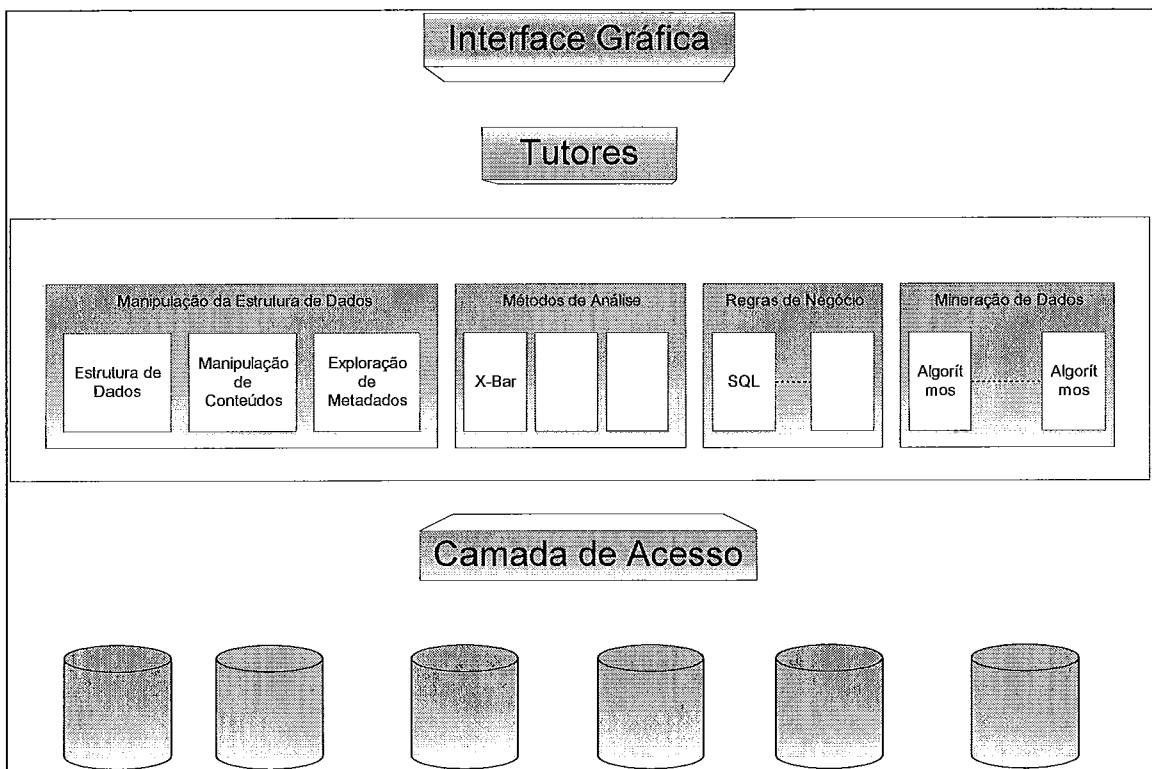 Interface Gráfica
Tutores
Manipulação da Estrutura de Dados
Estrutura de
Dados
Manipulação
de
Conteúdos
Exploração
de
Metadados
Métodos de Análise
X-Bar
Regras de Negócio
SQL
Mineração de Dados
Algorít
mos
Algorít
mos
Camada de Acesso